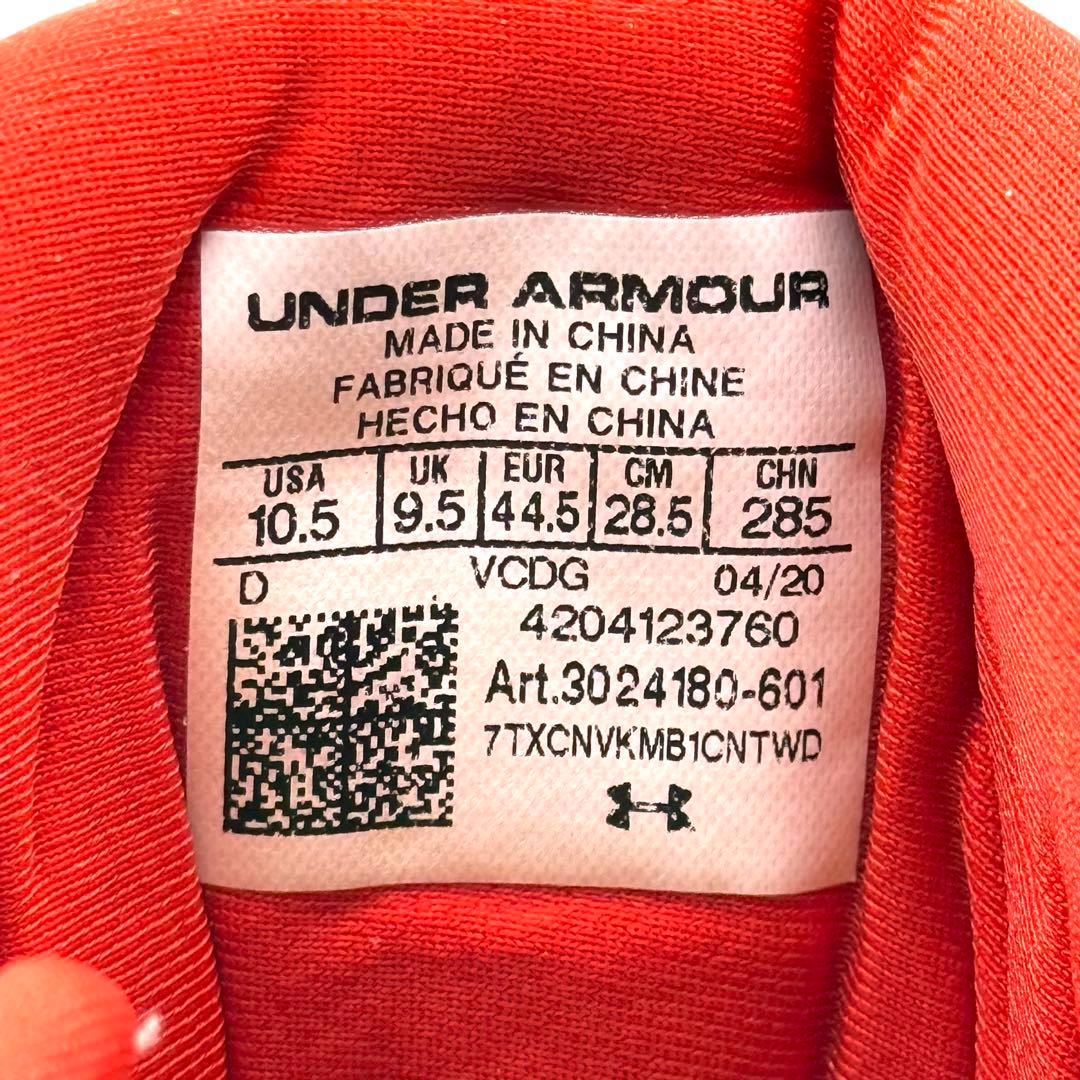 UNDER ARMOUR
MADE IN CHINA
FABRIQUÉ EN CHINE
HECHO EN CHINA
USA UK EUR CM CHN
10.5 9.5 44.5 28.5 285
D VCDG 04/20
4204123760
Art.3024180-601
7TXCNVKMB1CNTWD